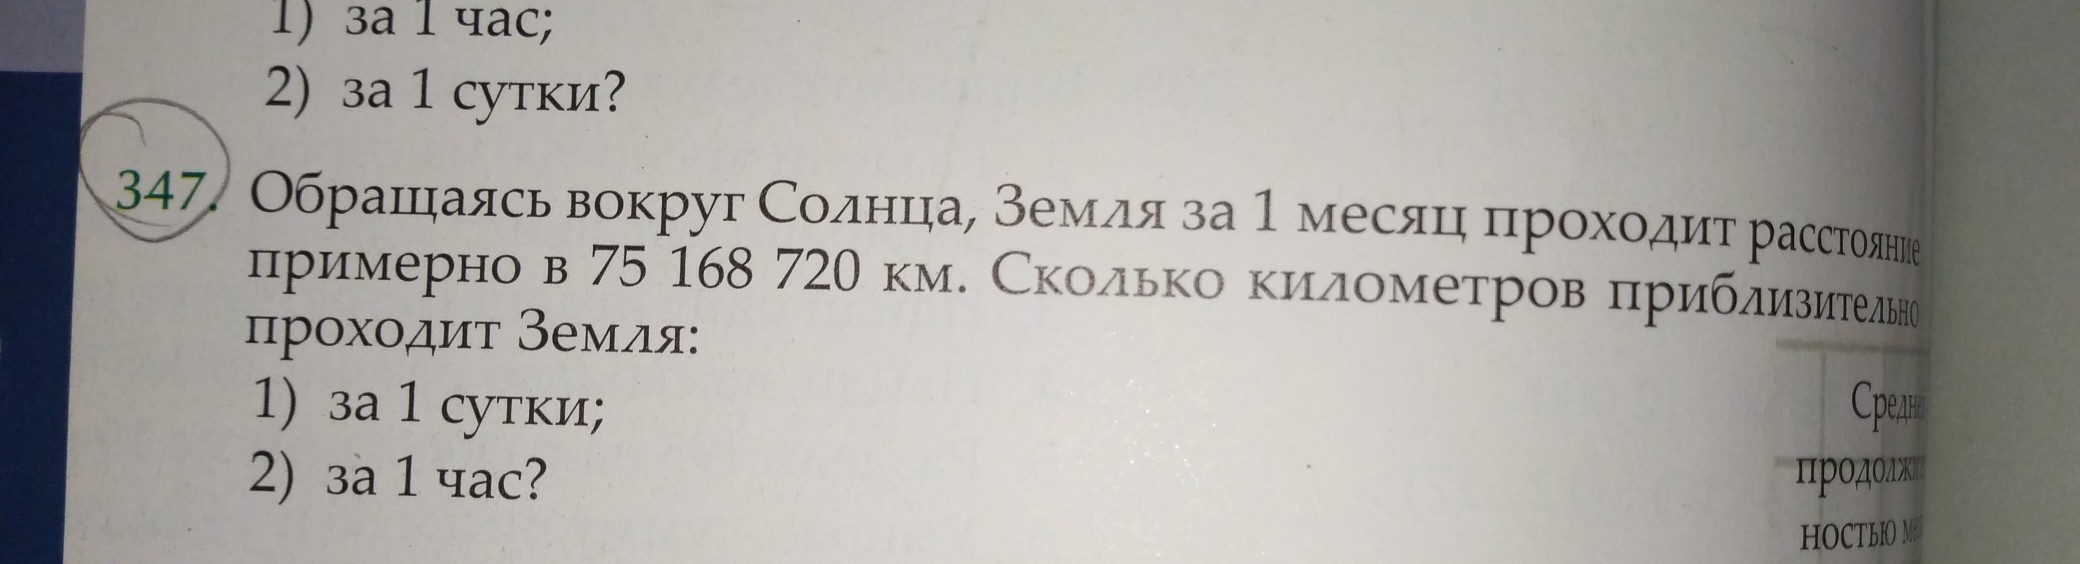 1) за 1 час;
2) за 1 сутки?
347. Обращаясь вокруг Солнца, Земля за 1 месяц проходит расстояние
примерно в 75 168 720 км. Сколько километров приблизительно
проходит Земля:
1) за 1 сутки;
2) за 1 час?
ностью